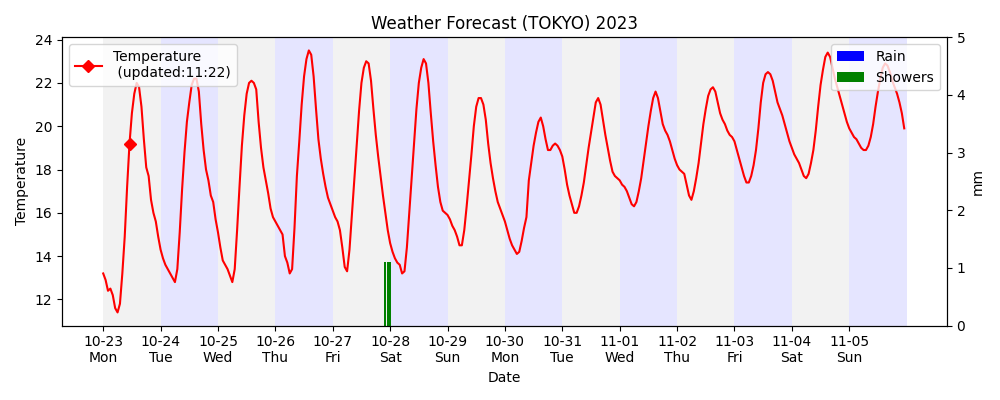 Weather Forecast (TOKYO) 2023
Temperature
(updated:11:22)
Rain
Showers
24
22
20
18
16
14
12
Temperature
5
4
3
2
1
0
mm
10-23 10-24 10-25 10-26 10-27 10-28 10-29 10-30 10-31 11-01 11-02 11-03 11-04 11-05
Mon Tue Wed Thu Fri Sat Sun Mon Tue Wed Thu Fri Sat Sun
Date